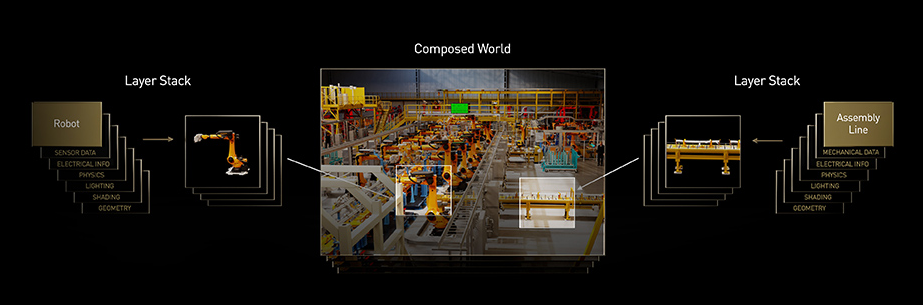 Composed World
Layer Stack
Robot
SENSOR DATA
ELECTRICAL INFO
PHYSICS
LIGHTING
SHADING
GEOMETRY
Layer Stack
Assembly
Line
MECHANICAL DATA
ELECTRICAL INFO
PHYSICS
LIGHTING
SHADING
GEOMETRY